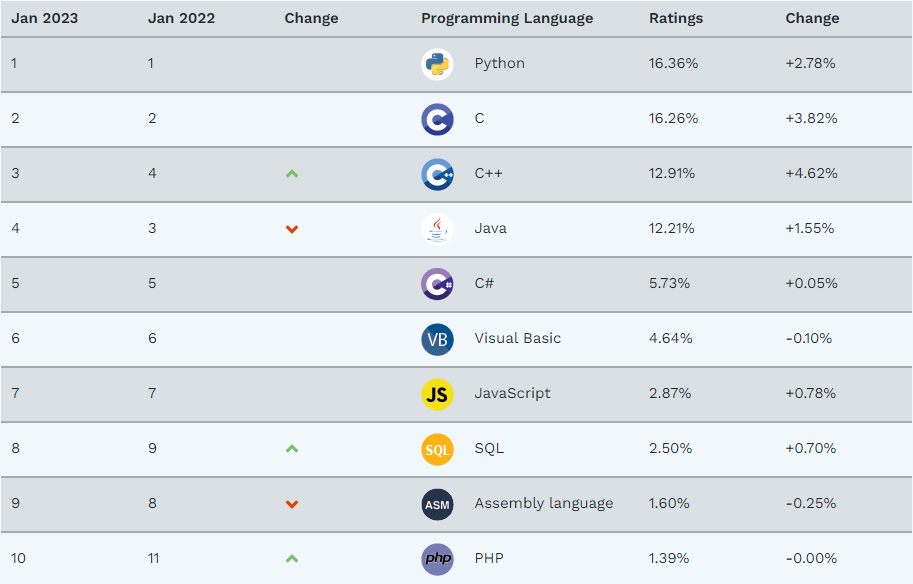 Jan 2023 Jan 2022 Change Programming Language Ratings Change
1 1 Python 16.36% +2.78%
2 2 C C 16.26% +3.82%
3 4 C++ C++ 12.91% +4.62%
4 3 Java 12.21% +1.55%
5 5 C# C# 5.73% +0.05%
6 6 VB Visual Basic 4.64% -0.10%
7 7 JS JavaScript 2.87% +0.78%
8 9 SQL SQL 2.50% +0.70%
9 8 ASM Assembly language 1.60% -0.25%
10 11 php PHP 1.39% -0.00%